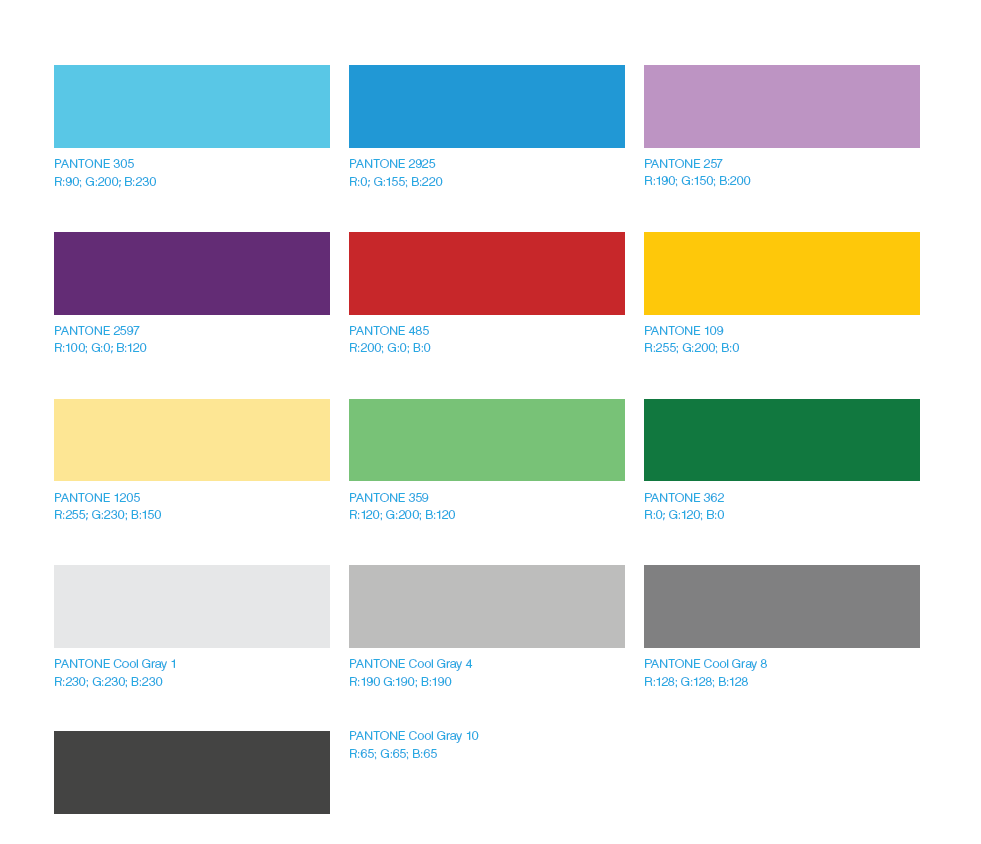 PANTONE 305
R:90; G:200; B:230
PANTONE 2925
R:0; G:155; B:220
PANTONE 257
R:190; G:150; B:200
PANTONE 2597
R:100; G:0; B:120
PANTONE 485
R:200; G:0; B:0
PANTONE 109
R:255; G:200; B:0
PANTONE 1205
R:255; G:230; B:150
PANTONE 359
R:120; G:200; B:120
PANTONE 362
R:0; G:120; B:0
PANTONE Cool Gray 1
R:230; G:230; B:230
PANTONE Cool Gray 4
R:190 G:190; B:190
PANTONE Cool Gray 8
R:128; G:128; B:128
PANTONE Cool Gray 10
R:65; G:65; B:65